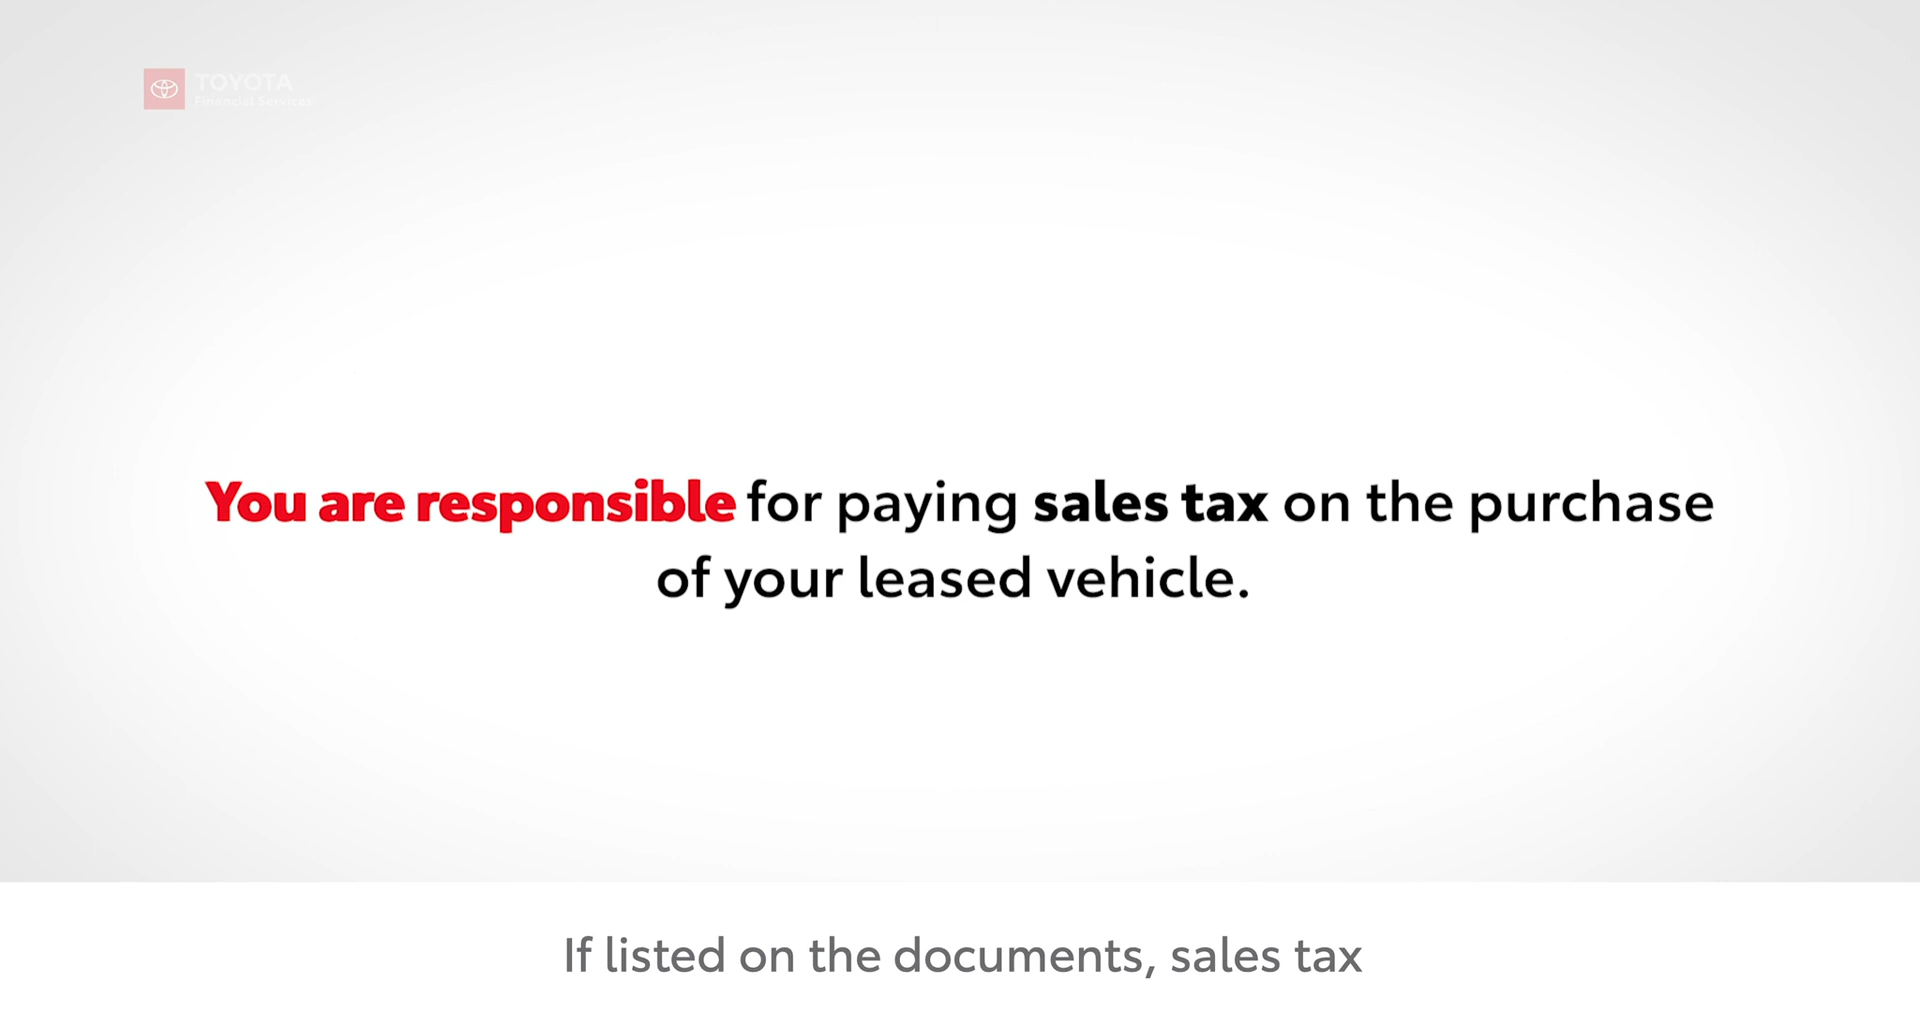 TOYOTA
Financial Services
You are responsible for paying sales tax on the purchase
of your leased vehicle.
If listed on the documents, sales tax